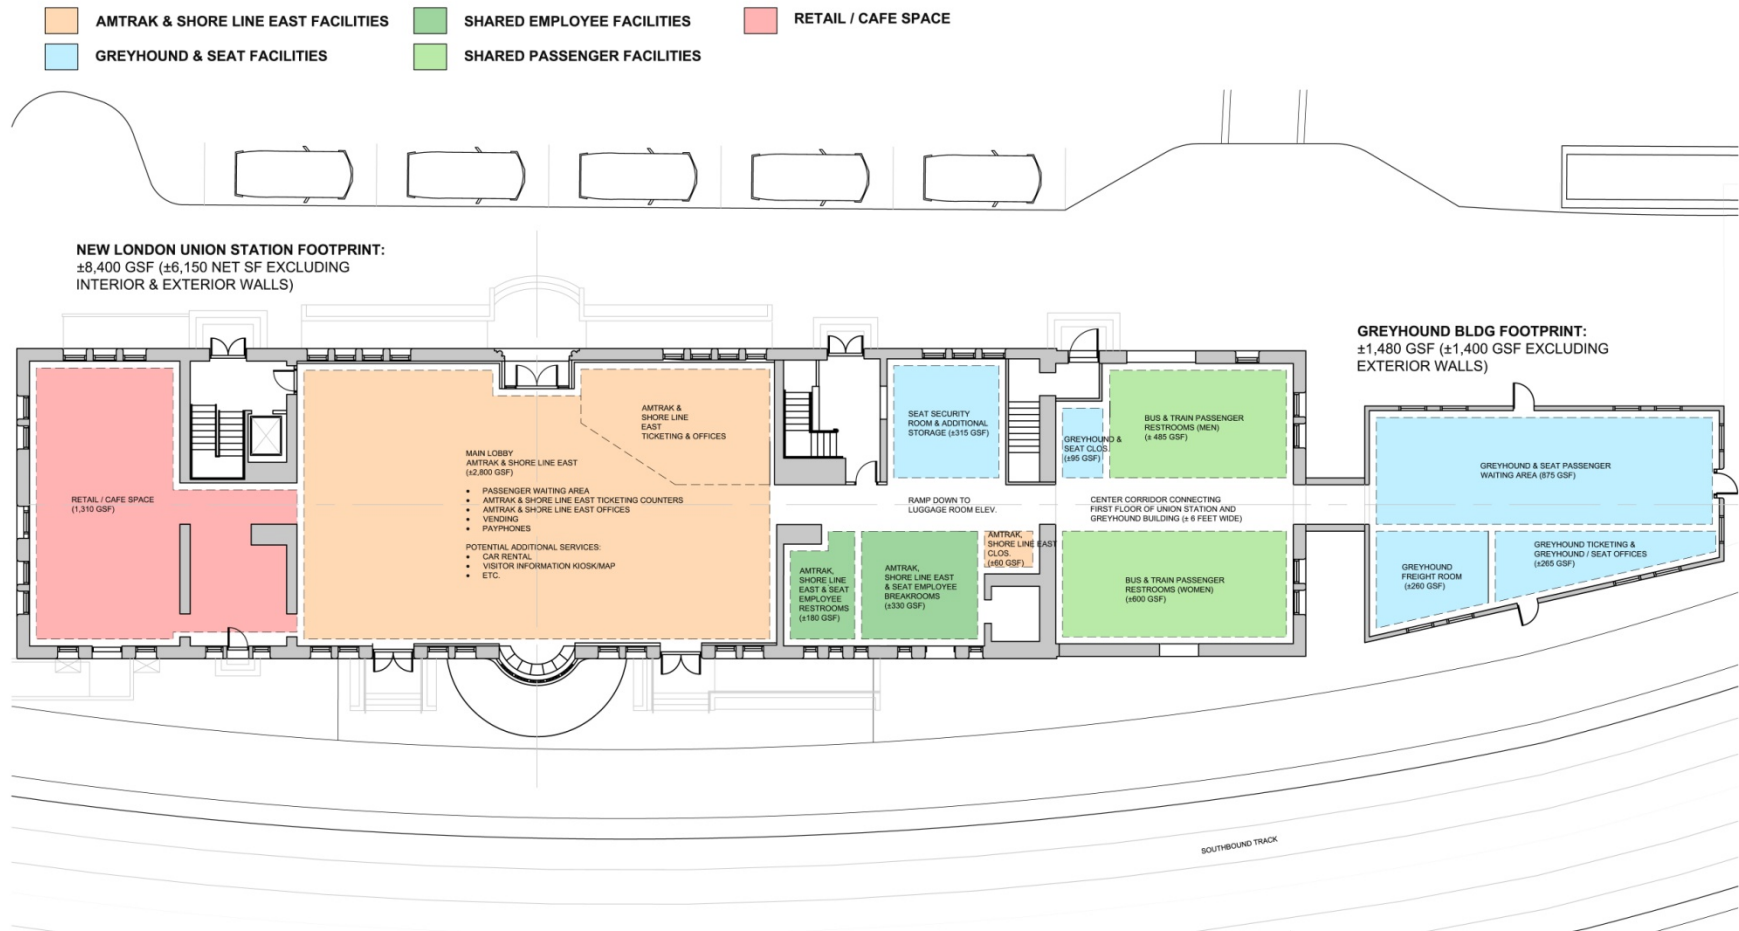 AMTRAK & SHORE LINE EAST FACILITIES
SHARED EMPLOYEE FACILITIES
RETAIL / CAFE SPACE
GREYHOUND & SEAT FACILITIES
SHARED PASSENGER FACILITIES
NEW LONDON UNION STATION FOOTPRINT:
±8,400 GSF (±6,150 NET SF EXCLUDING
INTERIOR & EXTERIOR WALLS)
GREYHOUND BLDG FOOTPRINT:
±1,480 GSF (±1,400 GSF EXCLUDING
EXTERIOR WALLS)
RETAIL / CAFE SPACE
(1,310 GSF)
MAIN LOBBY
AMTRAK & SHORE LINE EAST
(±2,800 GSF)
• PASSENGER WAITING AREA
• AMTRAK & SHORE LINE EAST TICKETING COUNTERS
• AMTRAK & SHORE LINE EAST OFFICES
• VENDING
• PAYPHONES
POTENTIAL ADDITIONAL SERVICES:
• CAR RENTAL
• VISITOR INFORMATION KIOSK/MAP
• ETC.
AMTRAK &
SHORE LINE
EAST
TICKETING & OFFICES
SEAT SECURITY
ROOM & ADDITIONAL
STORAGE (±315 GSF)
GREYHOUND &
SEAT CLOS.
(±95 GSF)
BUS & TRAIN PASSENGER
RESTROOMS (MEN)
(± 485 GSF)
RAMP DOWN TO
LUGGAGE ROOM ELEV.
CENTER CORRIDOR CONNECTING
FIRST FLOOR OF UNION STATION AND
GREYHOUND BUILDING (± 6 FEET WIDE)
AMTRAK,
SHORE LINE
EAST & SEAT
EMPLOYEE
RESTROOMS
(±180 GSF)
AMTRAK,
SHORE LINE EAST
& SEAT EMPLOYEE
BREAKROOMS
(±330 GSF)
AMTRAK,
SHORE LINE EAST
CLOS.
(±60 GSF)
BUS & TRAIN PASSENGER
RESTROOMS (WOMEN)
(±600 GSF)
GREYHOUND & SEAT PASSENGER
WAITING AREA (875 GSF)
GREYHOUND
FREIGHT ROOM
(±260 GSF)
GREYHOUND TICKETING &
GREYHOUND / SEAT OFFICES
(±265 GSF)
SOUTHBOUND TRACK